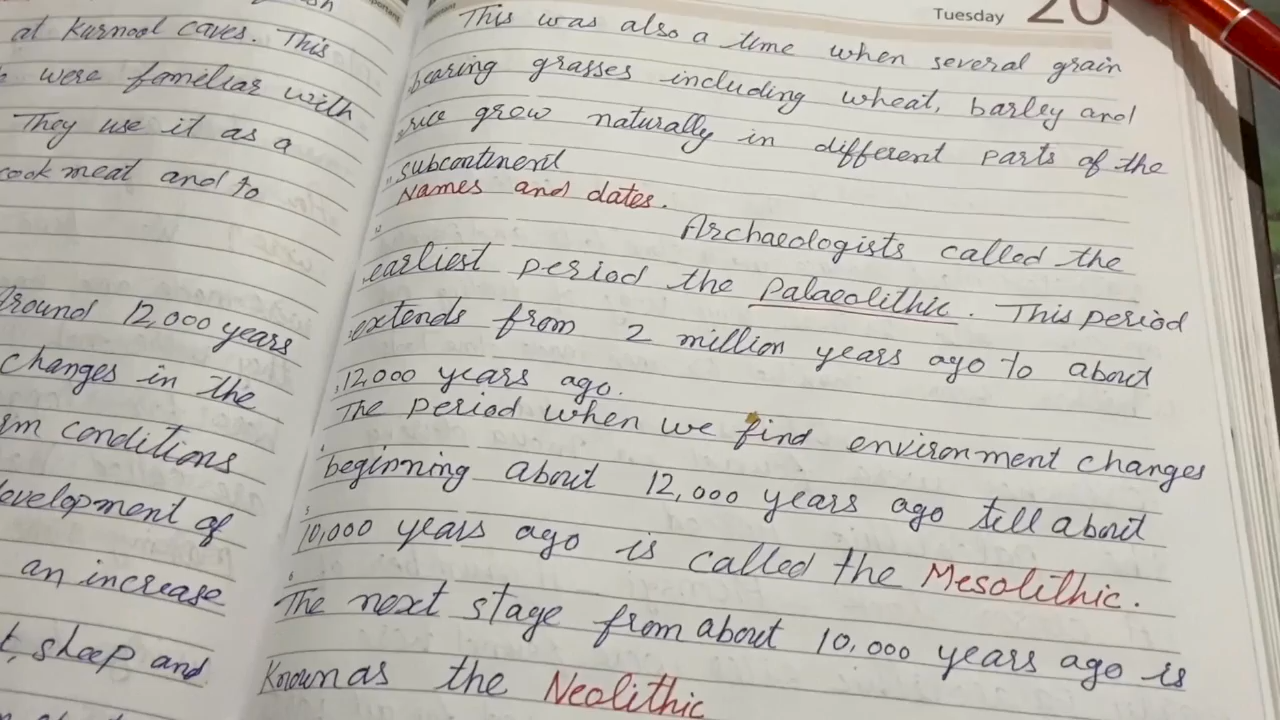 at Kurnool caves. This
were fameliar with
They use it as a
cook meat and to
Around 12,000 years
changes in the
conditions
development of
an increase
sheep and
Tuesday 20
This was also a time when several grain
bearing grasses including wheat, barley and
rice grow naturally in different parts of the
subcontinent
Names and dates.
Archaeologists called the
earliest period the palaeolithic. This period
extends from 2 million years ago to about
12,000 years ago.
The period when we find environment changes
beginning about 12,000 years ago till about
10,000 years ago is called the Mesolithic.
The next stage from about 10,000 years ago is
Known as the Neolithic